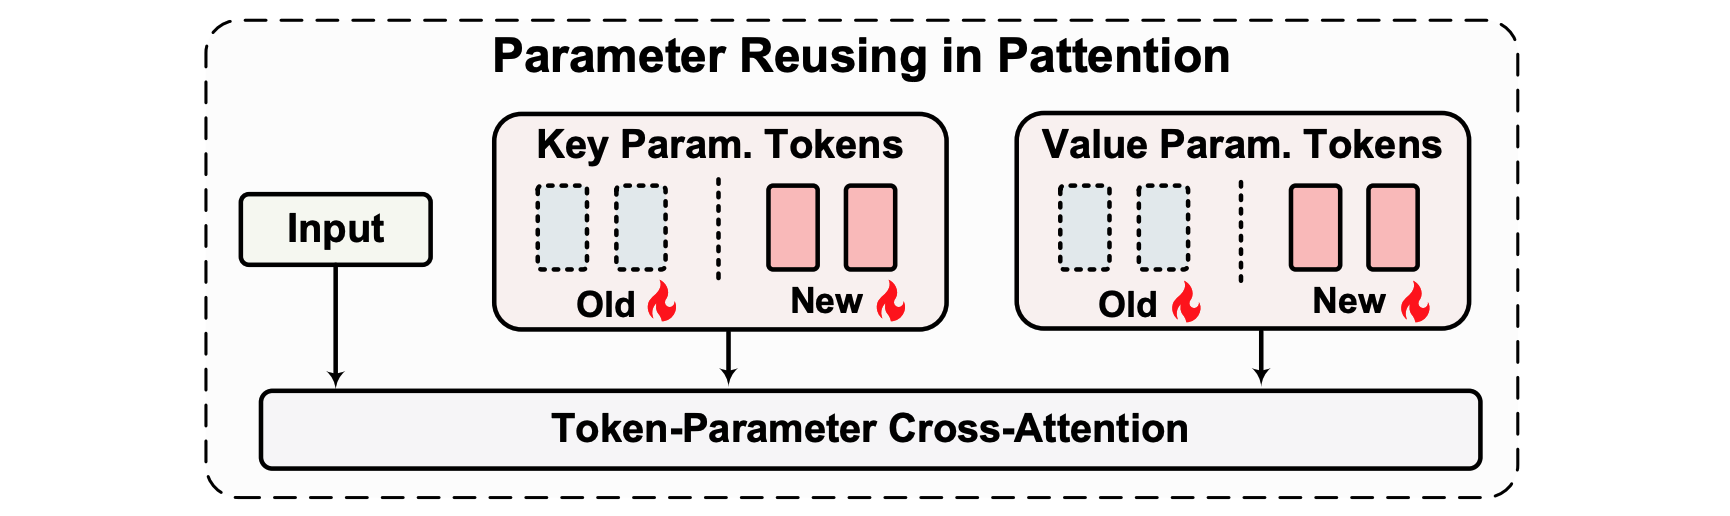 Parameter Reusing in Pattention
Input
Key Param. Tokens
Old
New
Value Param. Tokens
Old
New
Token-Parameter Cross-Attention